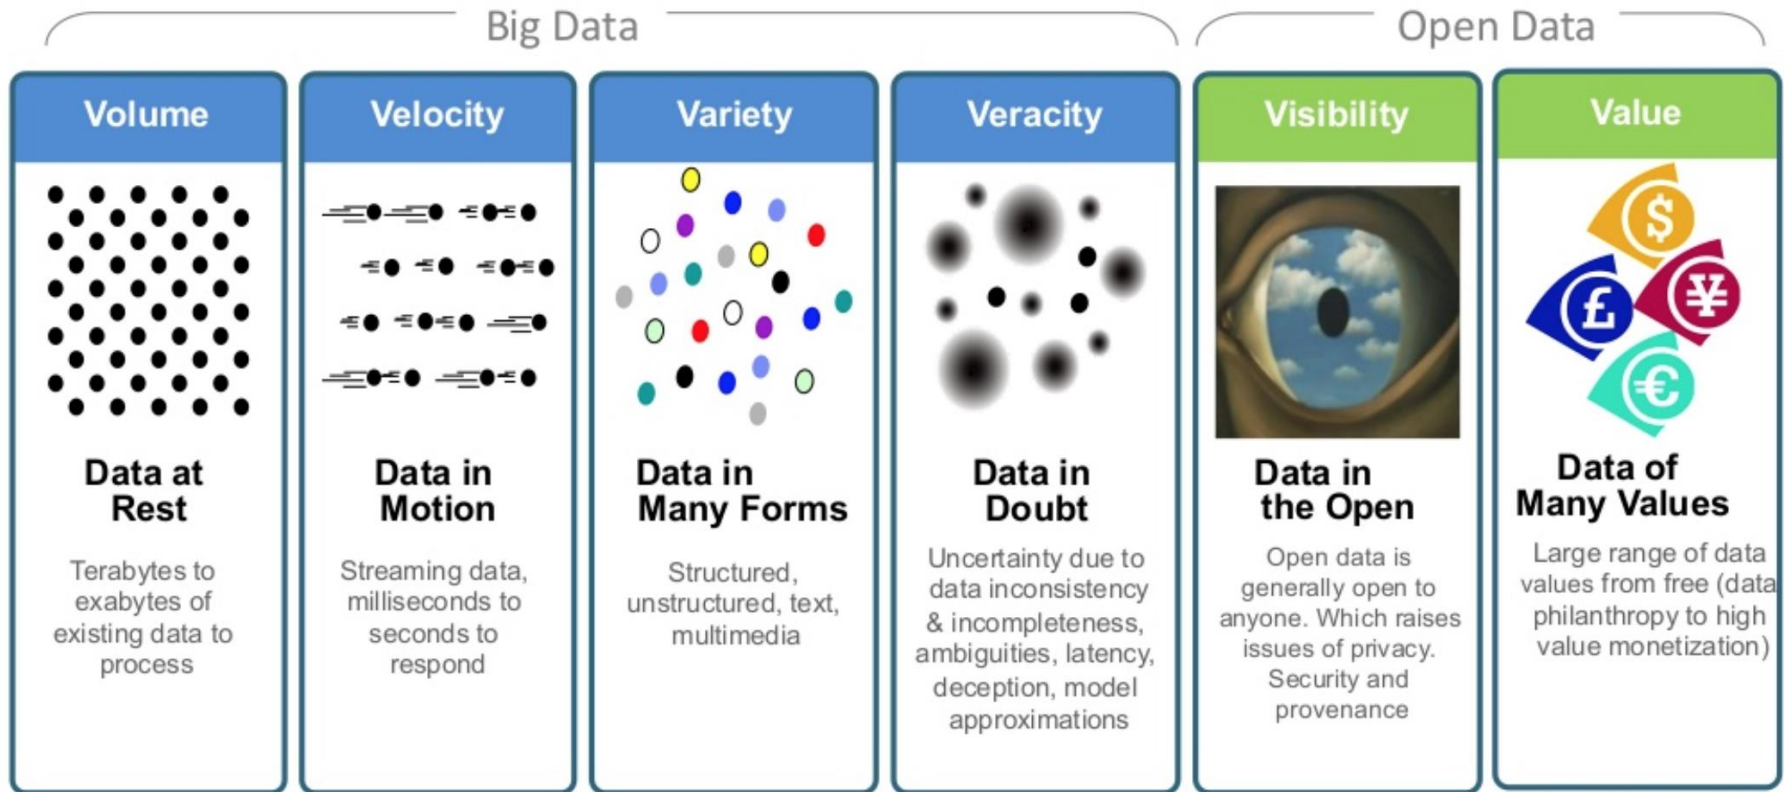 Big Data
Open Data
Volume
Data at
Rest
Terabytes to
exabytes of
existing data to
process
Velocity
Data in
Motion
Streaming data,
milliseconds to
seconds to
respond
Variety
Data in
Many Forms
Structured,
unstructured, text,
multimedia
Veracity
Data in
Doubt
Uncertainty due to
data inconsistency
& incompleteness,
ambiguities, latency,
deception, model
approximations
Visibility
Data in
the Open
Open data is
generally open to
anyone. Which raises
issues of privacy.
Security and
provenance
Value
$
¥
£
€
Data of
Many Values
Large range of data
values from free (data
philanthropy to high
value monetization)